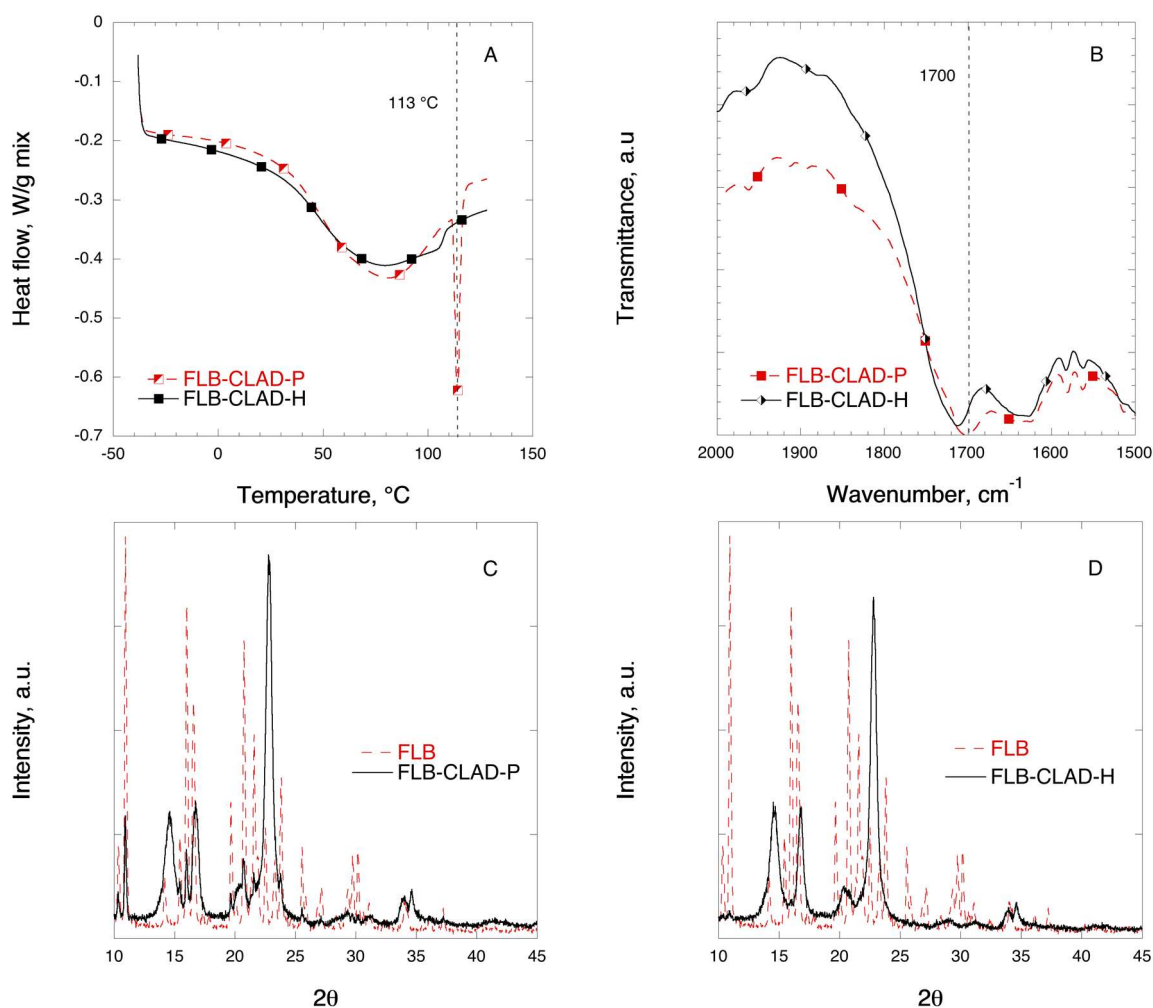 A
0
-0.1
-0.2
-0.3
-0.4
-0.5
-0.6
-0.7
Heat flow, W/g mix
113 °C
FLB-CLAD-P
FLB-CLAD-H
-50 0 50 100 150
Temperature, °C
B
1700
Transmittance, a.u
FLB-CLAD-P
FLB-CLAD-H
2000 1900 1800 1700 1600 1500
Wavenumber, cm⁻¹
C
Intensity, a.u.
FLB
FLB-CLAD-P
10 15 20 25 30 35 40 45
2θ
D
Intensity, a.u.
FLB
FLB-CLAD-H
10 15 20 25 30 35 40 45
2θ